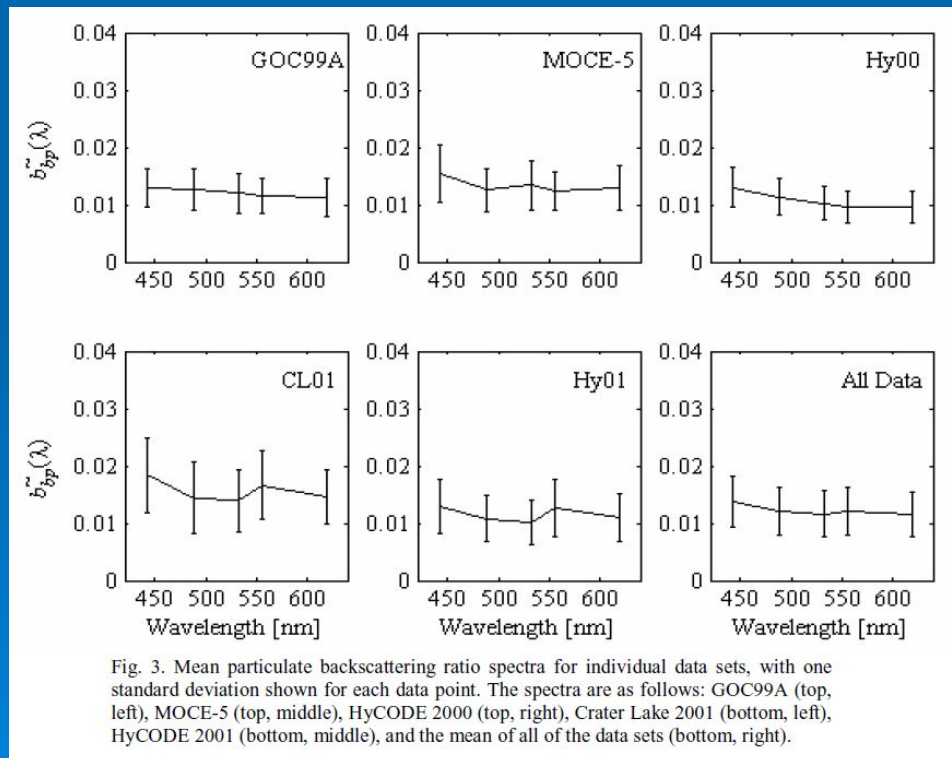 0.04
GOC99A
0.03
0.02
b̃bp(λ)
0.01
0
450 500 550 600
0.04
MOCE-5
0.03
0.02
0.01
0
450 500 550 600
0.04
Hy00
0.03
0.02
0.01
0
450 500 550 600
0.04
CL01
0.03
0.02
b̃bp(λ)
0.01
0
450 500 550 600
Wavelength [nm]
0.04
Hy01
0.03
0.02
0.01
0
450 500 550 600
Wavelength [nm]
0.04
All Data
0.03
0.02
0.01
0
450 500 550 600
Wavelength [nm]
Fig. 3. Mean particulate backscattering ratio spectra for individual data sets, with one
standard deviation shown for each data point. The spectra are as follows: GOC99A (top,
left), MOCE-5 (top, middle), HyCODE 2000 (top, right), Crater Lake 2001 (bottom, left),
HyCODE 2001 (bottom, middle), and the mean of all of the data sets (bottom, right).